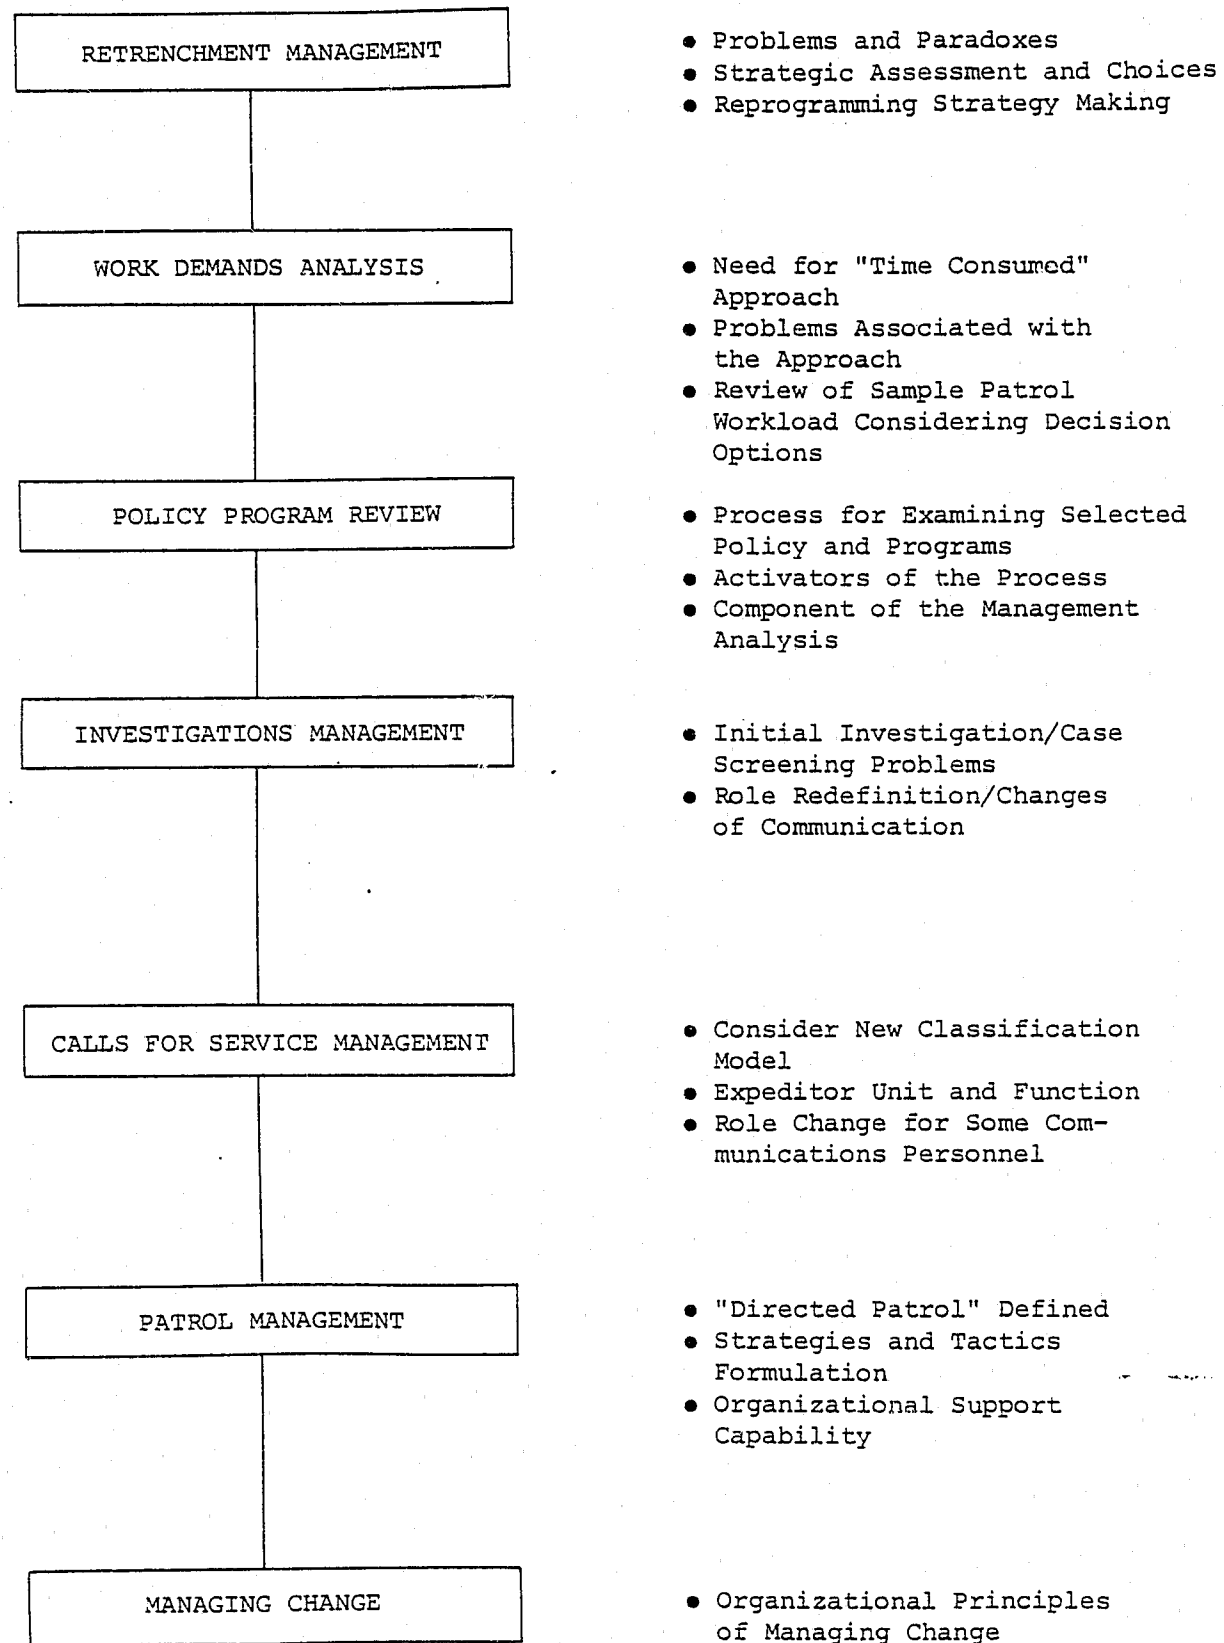 RETRENCHMENT MANAGEMENT
• Problems and Paradoxes
• Strategic Assessment and Choices
• Reprogramming Strategy Making
WORK DEMANDS ANALYSIS
• Need for "Time Consumed"
Approach
• Problems Associated with
the Approach
• Review of Sample Patrol
Workload Considering Decision
Options
POLICY PROGRAM REVIEW
• Process for Examining Selected
Policy and Programs
• Activators of the Process
• Component of the Management
Analysis
INVESTIGATIONS MANAGEMENT
• Initial Investigation/Case
Screening Problems
• Role Redefinition/Changes
of Communication
CALLS FOR SERVICE MANAGEMENT
• Consider New Classification
Model
• Expeditor Unit and Function
• Role Change for Some Com-
munications Personnel
PATROL MANAGEMENT
• "Directed Patrol" Defined
• Strategies and Tactics
Formulation
• Organizational Support
Capability
MANAGING CHANGE
• Organizational Principles
of Managing Change